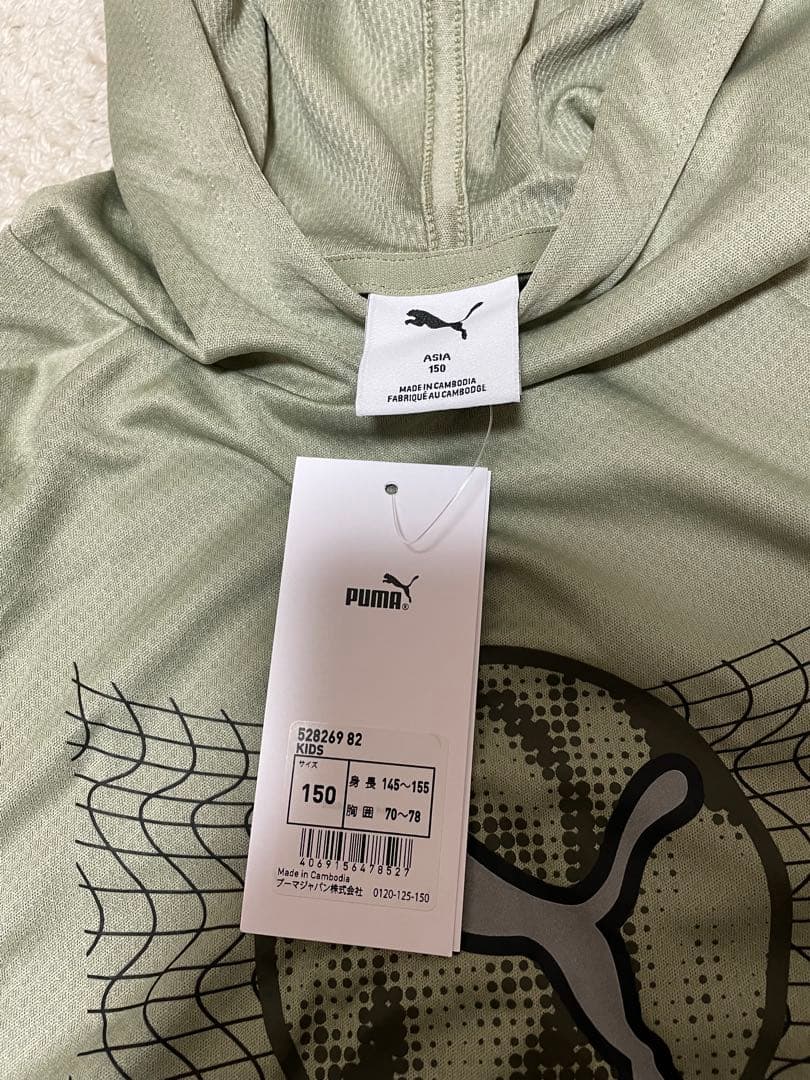 ASIA
150
MADE IN CAMBODIA
FABRIQUÉ AU CAMBODGE
PUMA®
528269 82
KIDS
サイズ
150
身長 145〜155
胸囲 70〜78
4069156478527
Made in Cambodia
プーマジャパン株式会社 0120-125-150